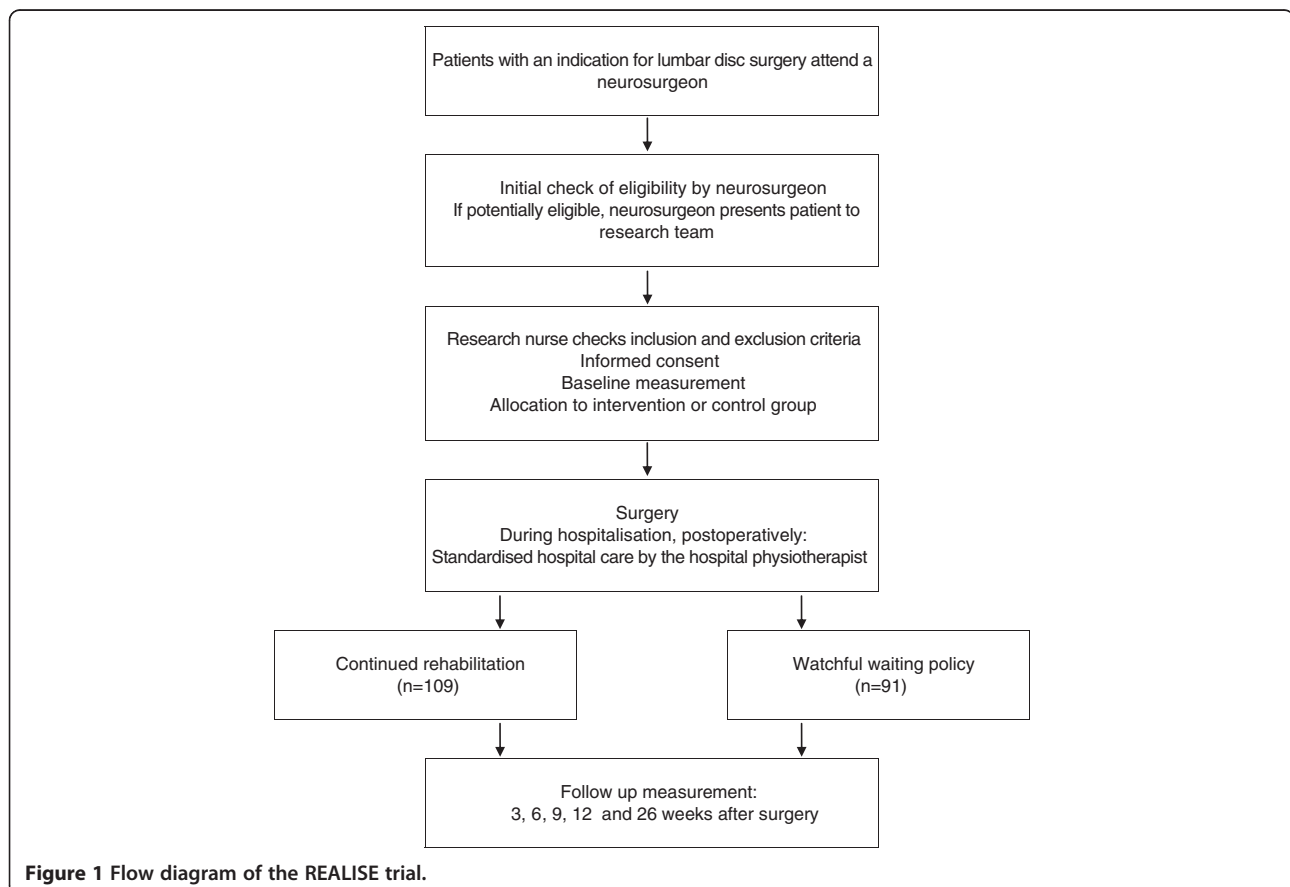 Patients with an indication for lumbar disc surgery attend a
neurosurgeon
Initial check of eligibility by neurosurgeon
If potentially eligible, neurosurgeon presents patient to
research team
Research nurse checks inclusion and exclusion criteria
Informed consent
Baseline measurement
Allocation to intervention or control group
Surgery
During hospitalisation, postoperatively:
Standardised hospital care by the hospital physiotherapist
Continued rehabilitation
(n=109)
Watchful waiting policy
(n=91)
Follow up measurement:
3, 6, 9, 12 and 26 weeks after surgery
Figure 1 Flow diagram of the REALISE trial.